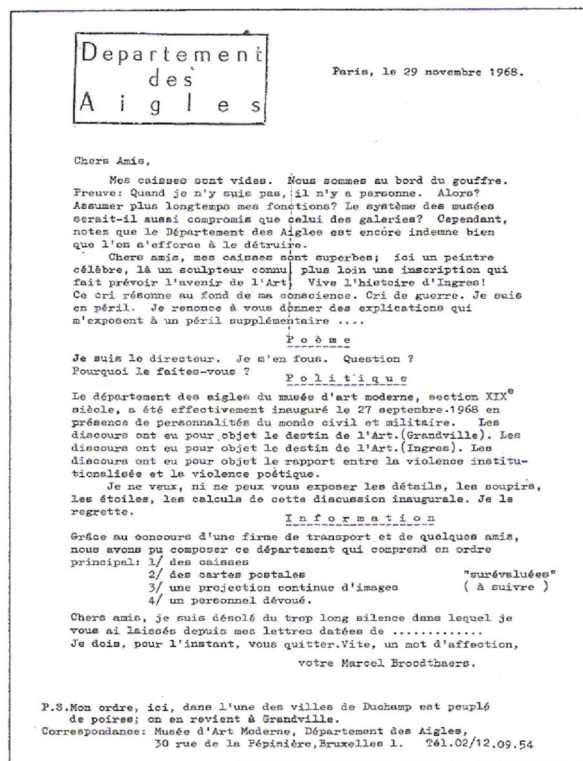 Departement
des
Aigles
Paris, le 29 novembre 1968.
Chers Amis,
Mes caisses sont vides. Nous sommes au bord du gouffre.
Preuve: Quand je n'y suis pas, il n'y a personne. Alors?
Assumer plus longtemps mes fonctions? Le système des musées
serait-il aussi compromis que celui des galeries? Cependant,
notes que le Département des Aigles est encore indemne bien
que l'on s'efforce à le détruire.
Chers amis, mes caisses sont superbes; ici un peintre
célèbre, là un sculpteur connu plus loin une inscription qui
fait prévoir l'avenir de l'Art. Vive l'histoire d'Ingres!
Ce cri résonne au fond de ma conscience. Cri de guerre. Je suis
en péril. Je renonce à vous donner des explications qui
m'exposent à un péril supplémentaire ....
Poème
Je suis le directeur. Je m'en fous. Question ?
Pourquoi le faites-vous ?
Politique
Le département des aigles du musée d'art moderne, section XIXe
siècle, a été effectivement inauguré le 27 septembre.1968 en
présence de personnalités du monde civil et militaire. Les
discours ont eu pour objet le destin de l'Art.(Grandville). Les
discours ont eu pour objet le destin de l'Art.(Ingres). Les
discours ont eu pour objet le rapport entre la violence institu-
tionalisée et la violence poétique.
Je ne veux, ni ne peux vous exposer les détails, les soupirs,
les étoiles, les calculs de cette discussion inaugurale. Je le
regrette.
Information
Grâce au concours d'une firme de transport et de quelques amis,
nous avons pu composer ce département qui comprend en ordre
principal: 1/ des caisses
2/ des cartes postales "surévaluées"
3/ une projection continue d'images ( à suivre )
4/ un personnel dévoué.
Chers amis, je suis désolé du trop long silence dans lequel je
vous ai laissés depuis mes lettres datées de .............
Je dois, pour l'instant, vous quitter.Vite, un mot d'affection,
votre Marcel Broodthaers.
P.S.Mon ordre, ici, dans l'une des villes de Duchamp est peuplé
de poires; on en revient à Grandville.
Correspondance: Musée d'Art Moderne, Département des Aigles,
30 rue de la Pépinière,Bruxelles 1. Tél.02/12.09.54